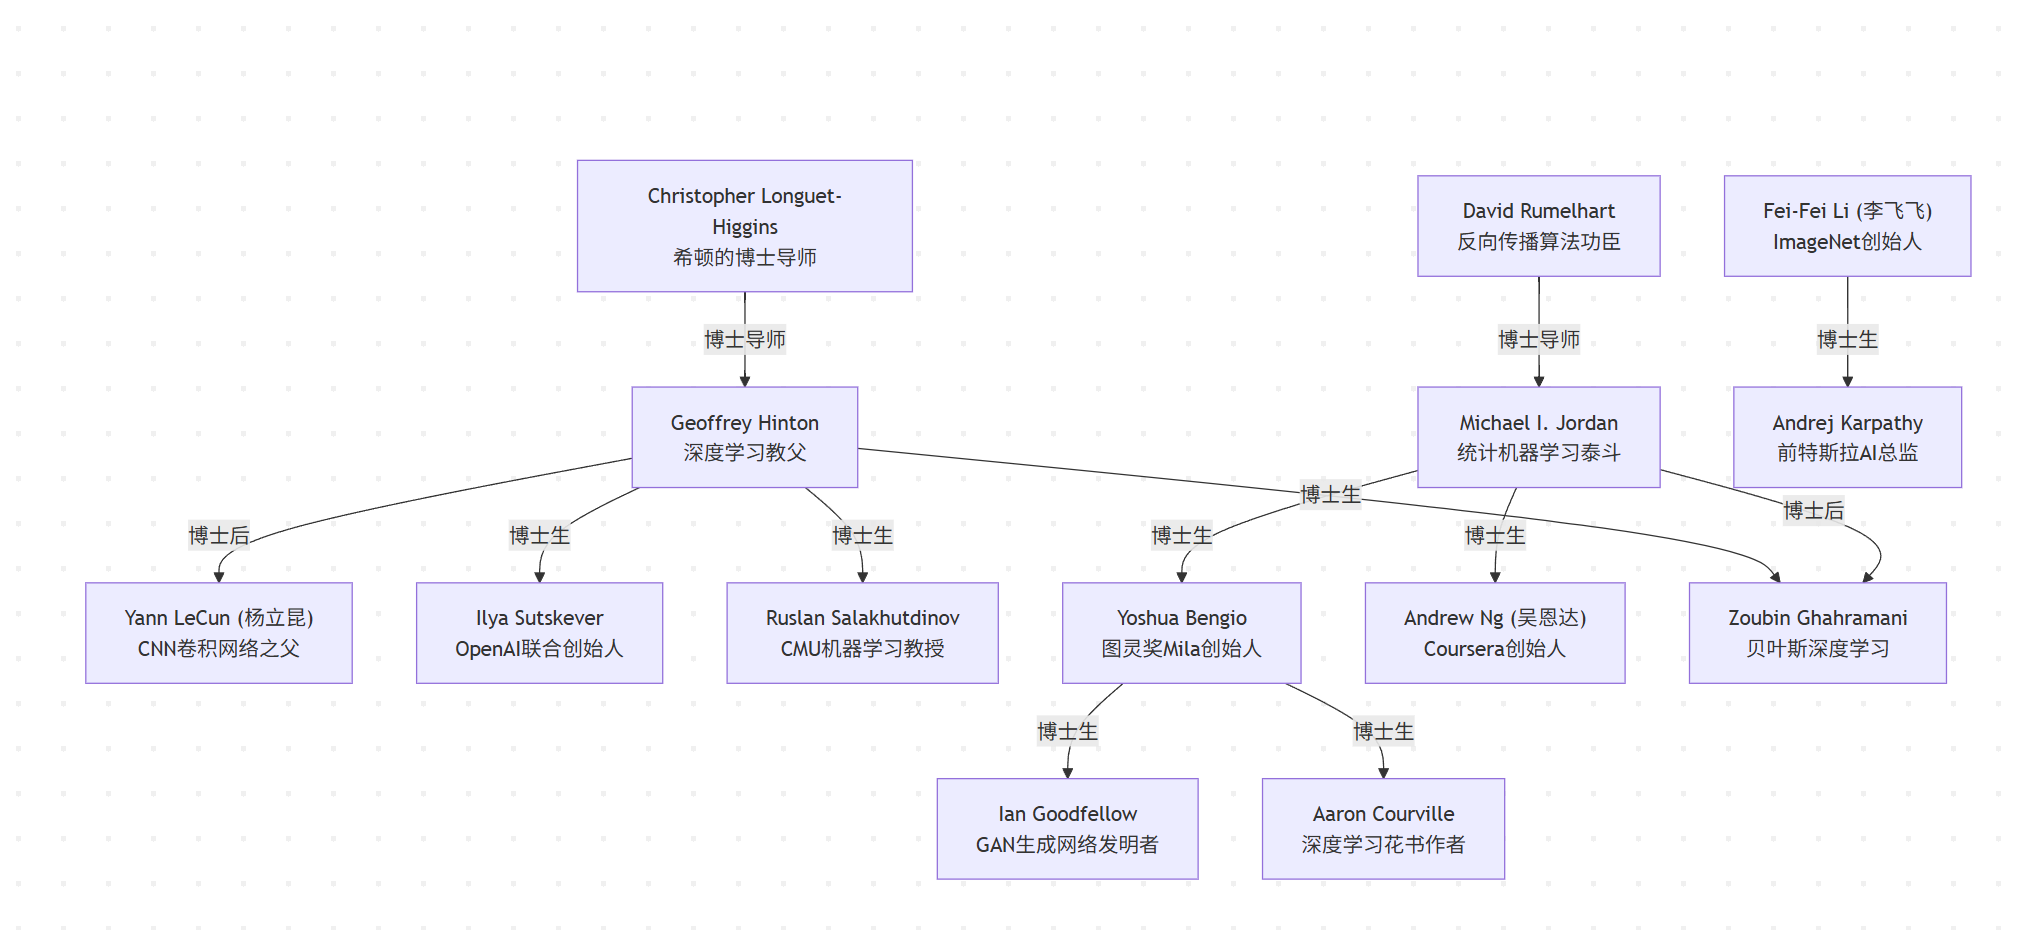 Christopher Longuet-
Higgins
希顿的博士导师
David Rumelhart
反向传播算法功臣
Fei-Fei Li (李飞飞)
ImageNet创始人
博士导师
博士导师
博士生
Geoffrey Hinton
深度学习教父
Michael I. Jordan
统计机器学习泰斗
Andrej Karpathy
前特斯拉AI总监
博士生
博士后
博士后
博士生
博士生
博士生
博士生
Yann LeCun (杨立昆)
CNN卷积网络之父
Ilya Sutskever
OpenAI联合创始人
Ruslan Salakhutdinov
CMU机器学习教授
Yoshua Bengio
图灵奖Mila创始人
Andrew Ng (吴恩达)
Coursera创始人
Zoubin Ghahramani
贝叶斯深度学习
博士生
博士生
Ian Goodfellow
GAN生成网络发明者
Aaron Courville
深度学习花书作者